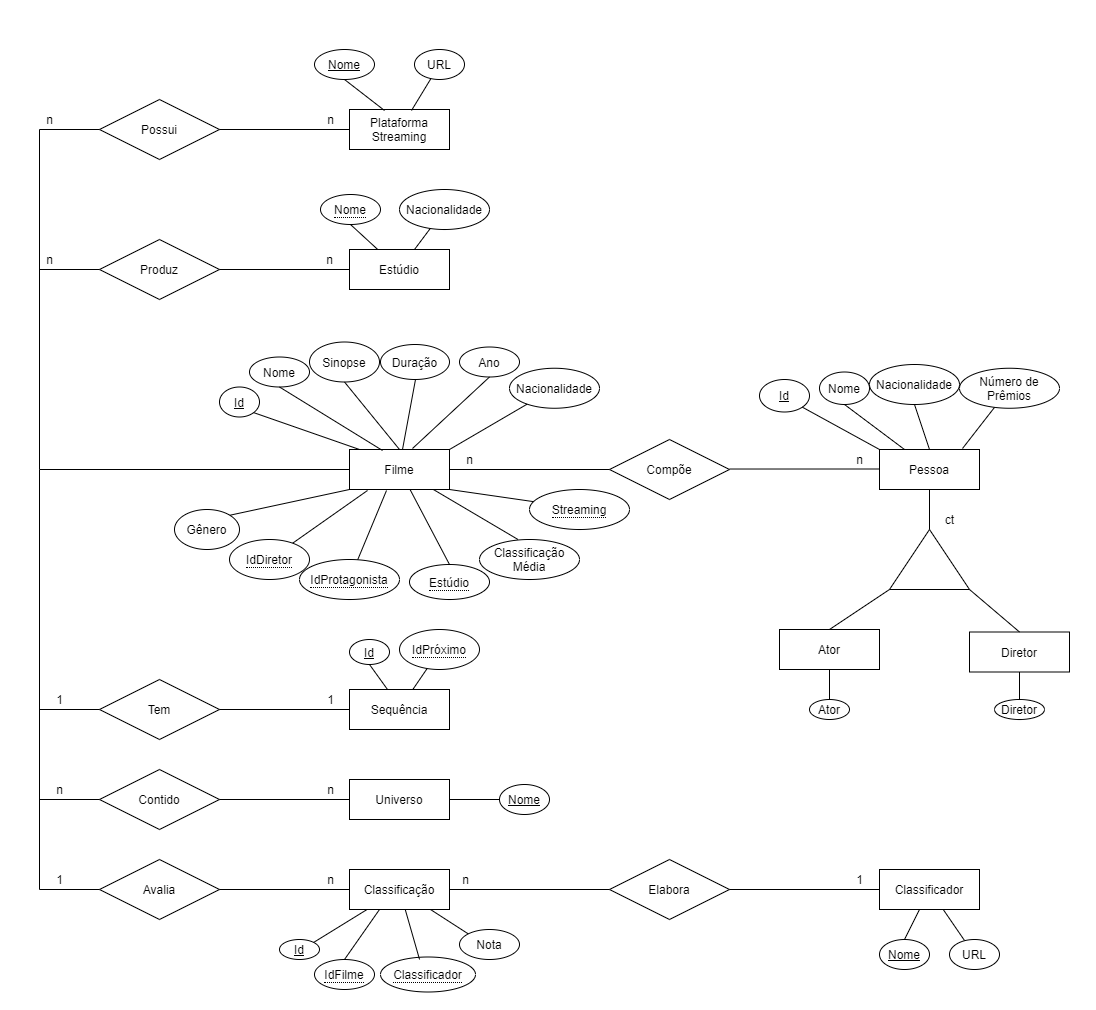 Nome
URL
n
Possui
n
Plataforma
Streaming
Nome
Nacionalidade
n
Produz
n
Estúdio
Id
Nome
Sinopse
Duração
Ano
Nacionalidade
Id
Nome
Nacionalidade
Número de
Prêmios
Filme
n
Compõe
n
Pessoa
Gênero
IdDiretor
IdProtagonista
Estúdio
Classificação
Média
Streaming
ct
Ator
Diretor
Ator
Diretor
Id
IdPróximo
1
Tem
1
Sequência
n
Contido
n
Universo
Nome
1
Avalia
n
Classificação
n
Elabora
1
Classificador
Id
IdFilme
Classificador
Nota
Nome
URL